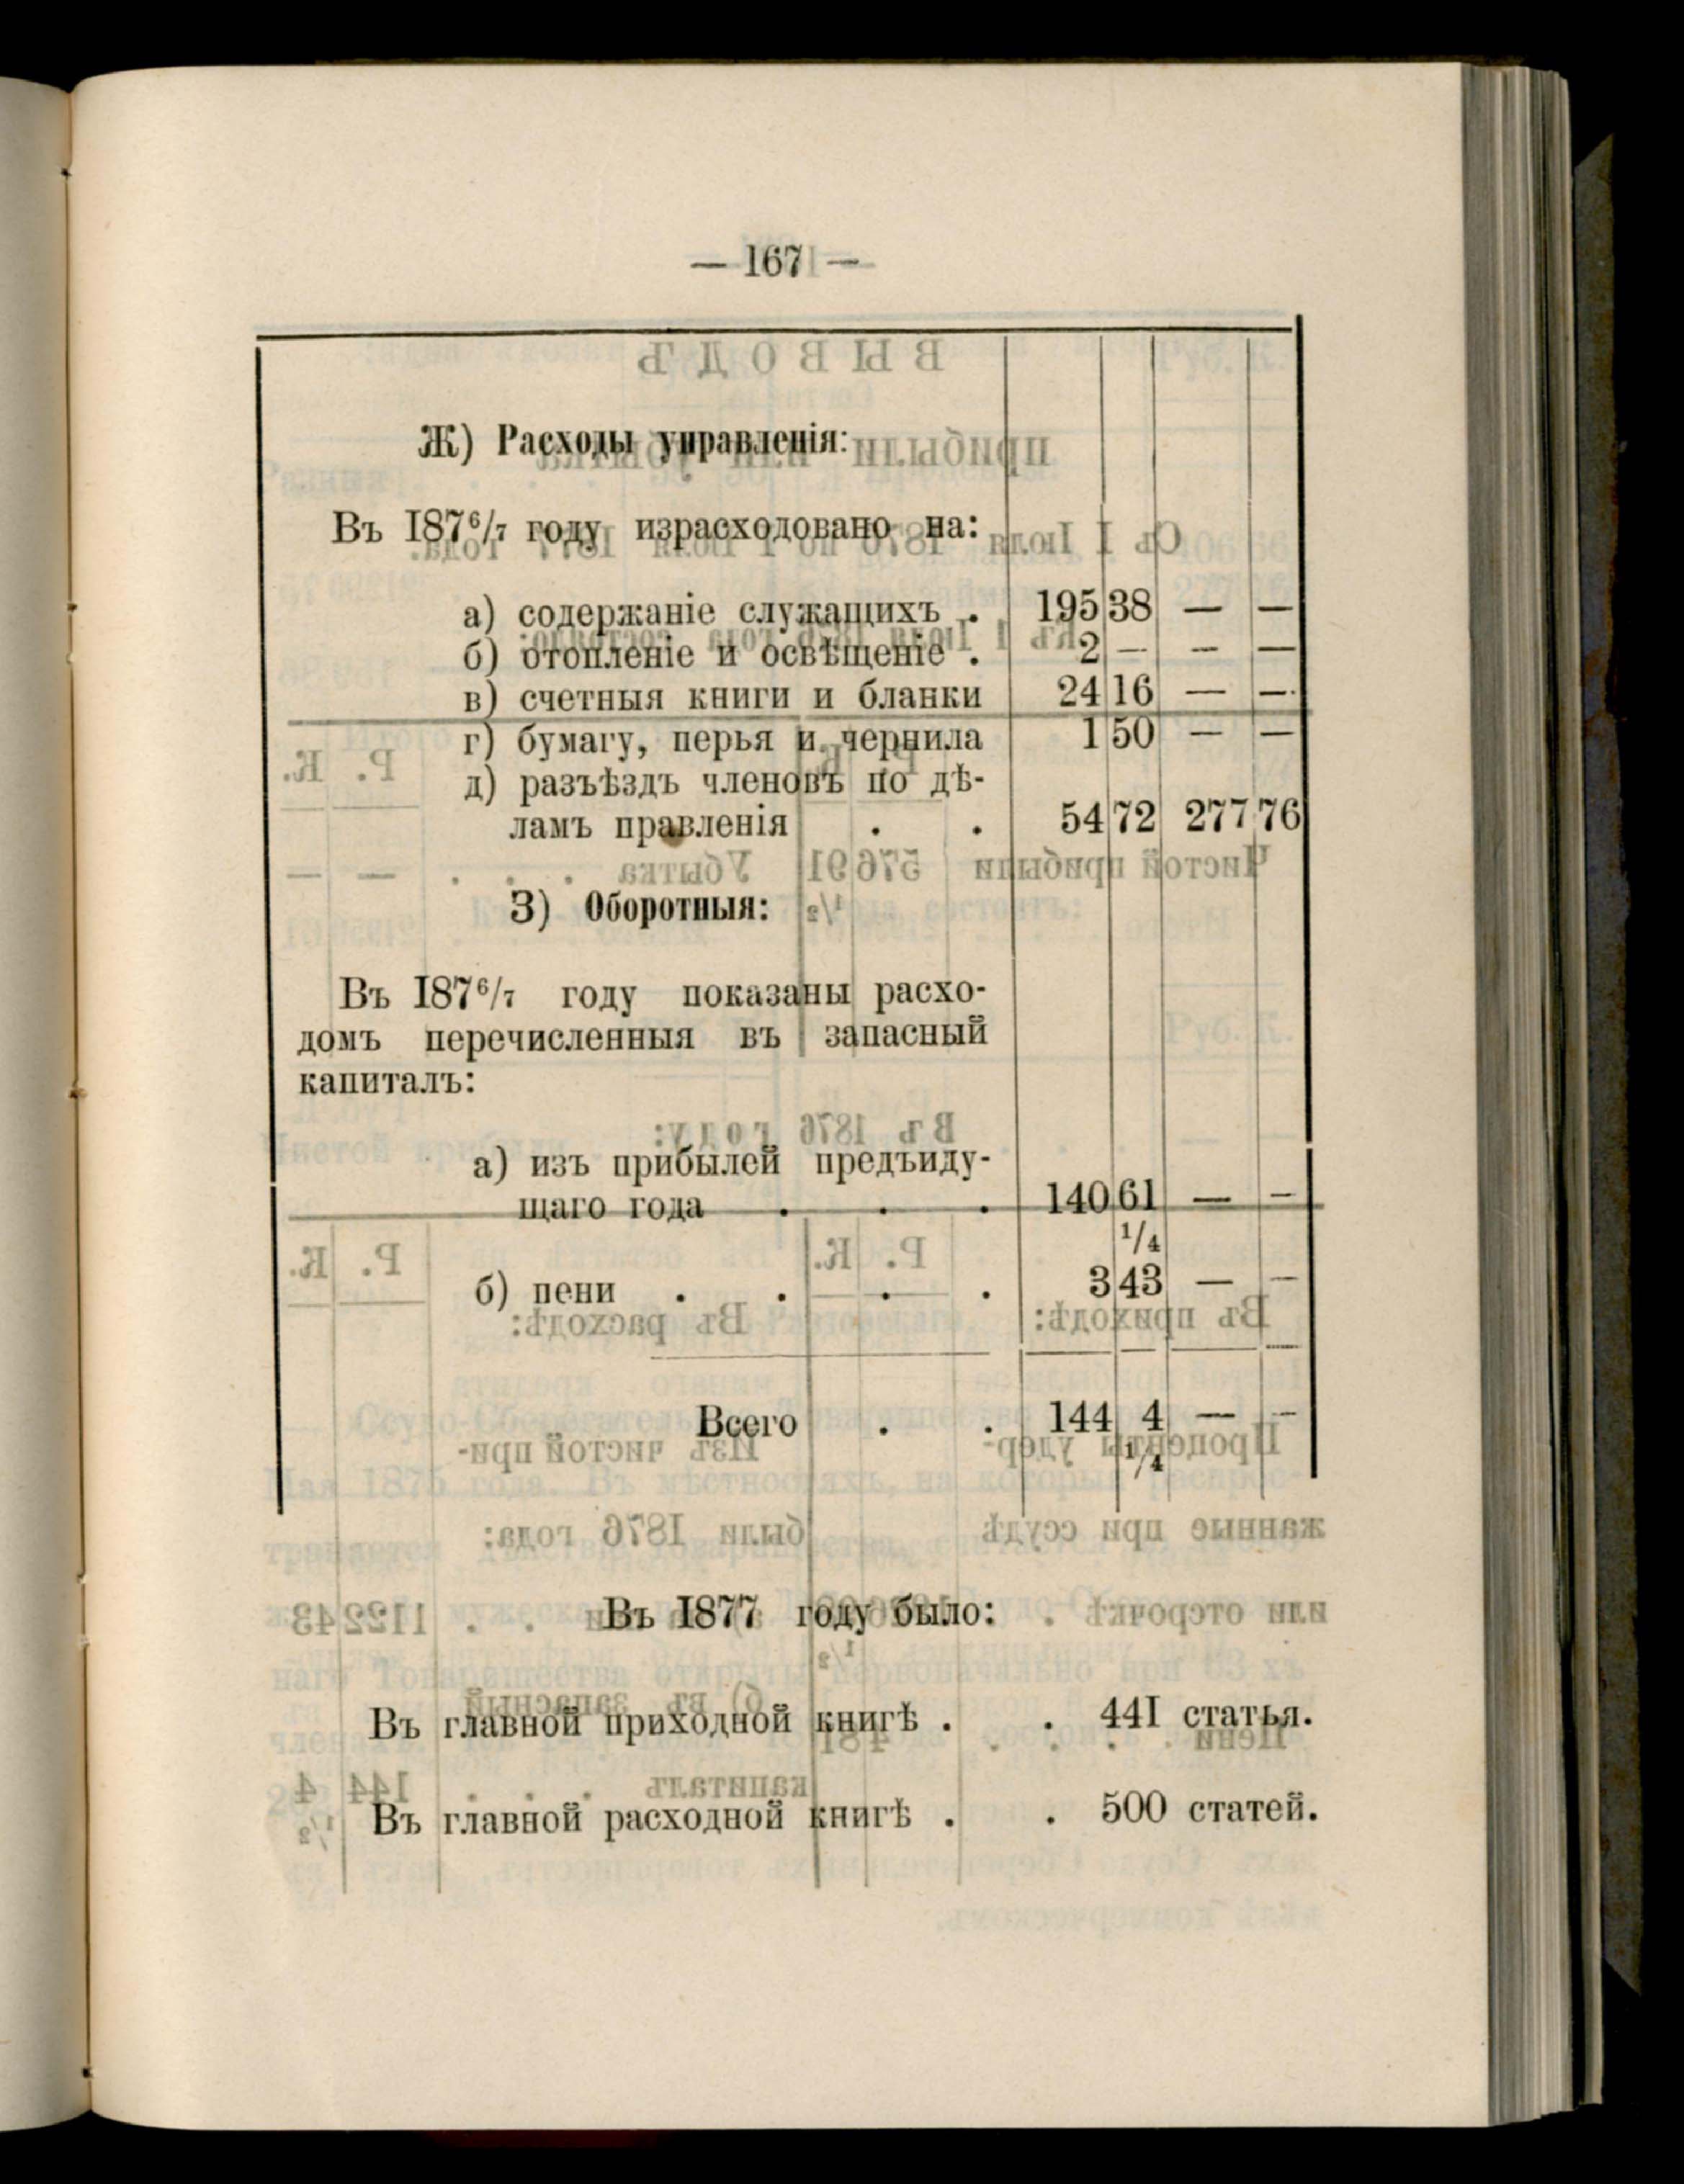 — 167 —
Ж) Расходы управленія:
Въ 187⁶/₇ году израсходовано на:
а) содержаніе служащихъ . 195 38 — —
б) отопленіе и освѣщеніе . 2 — — —
в) счетныя книги и бланки 24 16 — —
г) бумагу, перья и чернила 1 50 — —
д) разъѣздъ членовъ по дѣ-
ламъ правленія . . 54 72 277 76
З) Оборотныя:
Въ 187⁶/₇ году показаны расхо-
домъ перечисленныя въ запасный
капиталъ:
а) изъ прибылей предъиду-
щаго года . . . 140 61 — —
¹/₄
б) пени . . . . 3 43 — —
Всего . . 144 4 — —
¹/₄
Въ 1877 году было:
Въ главной приходной книгѣ . . 441 статья.
Въ главной расходной книгѣ . . 500 статей.